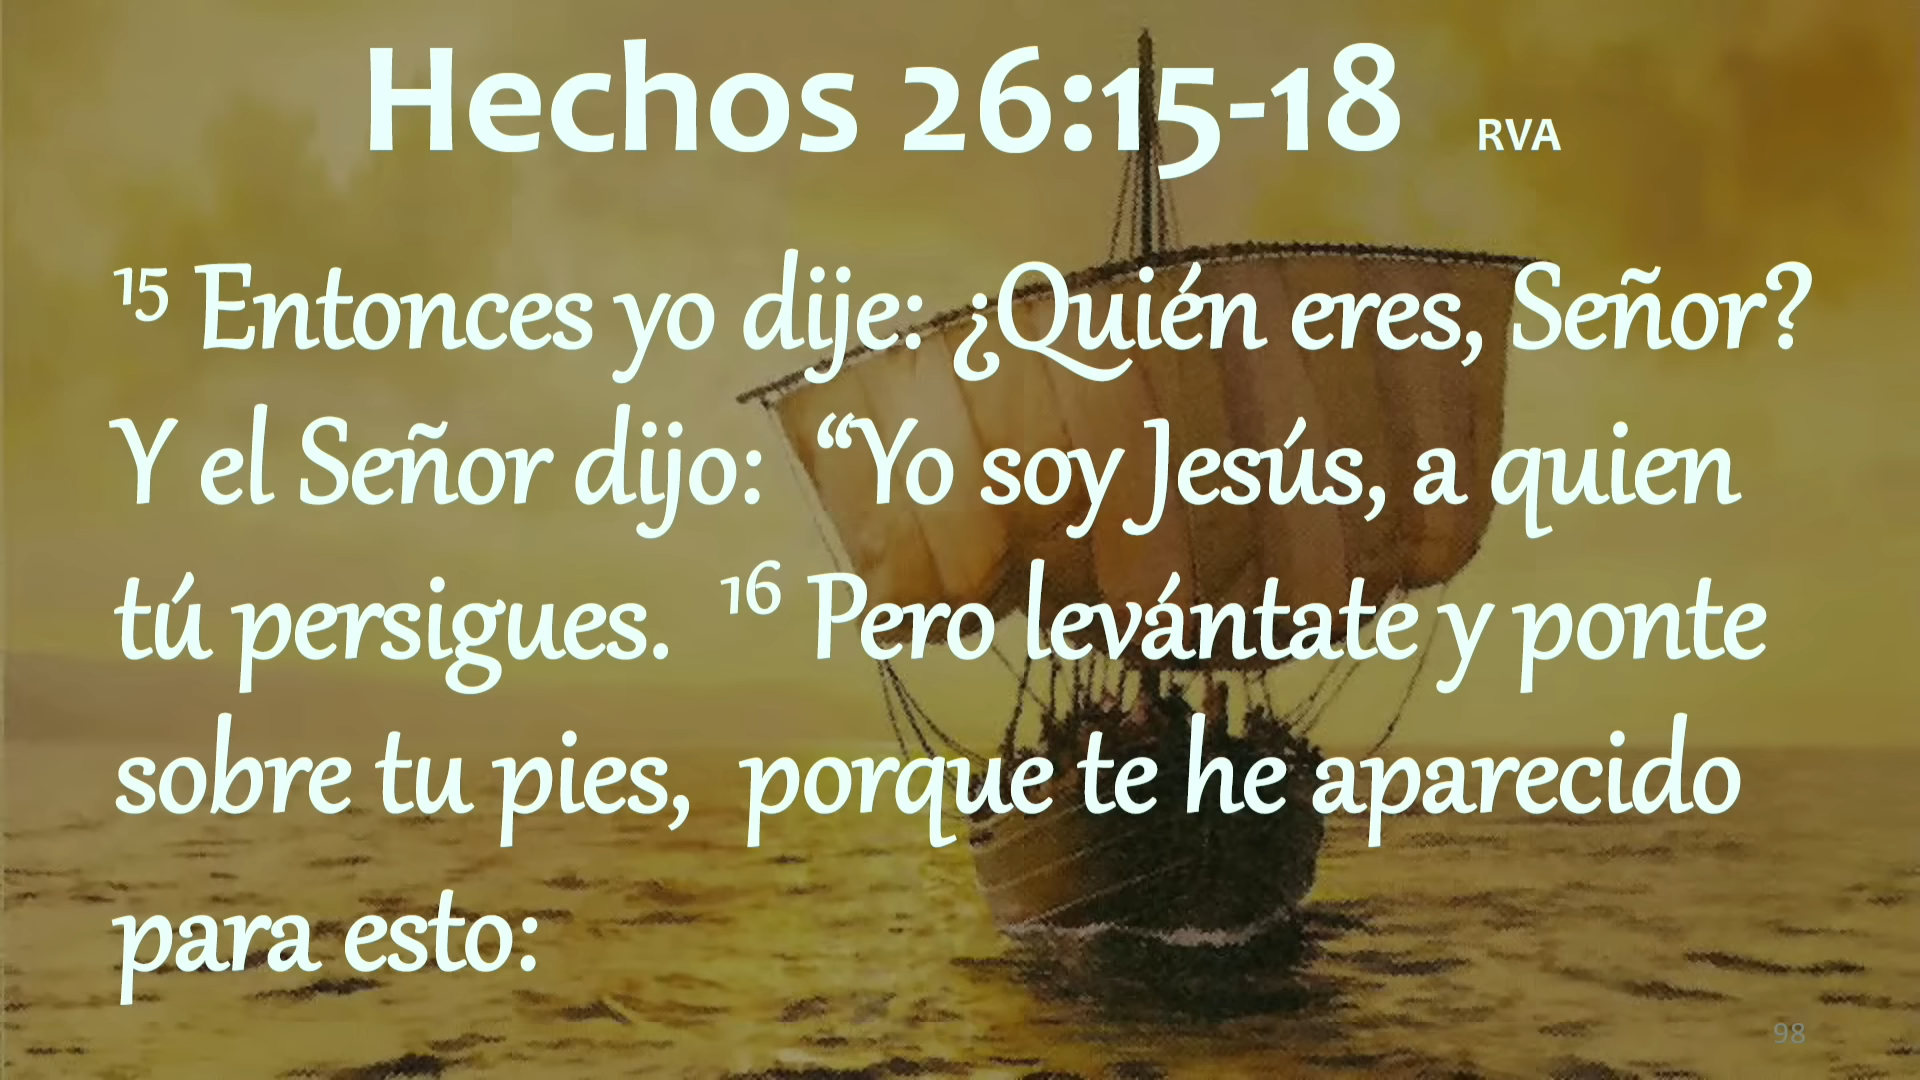 Hechos 26:15-18 RVA
15 Entonces yo dije: ¿Quién eres, Señor?
Y el Señor dijo: “Yo soy Jesús, a quien
tú persigues. 16 Pero levántate y ponte
sobre tu pies, porque te he aparecido
para esto:
98